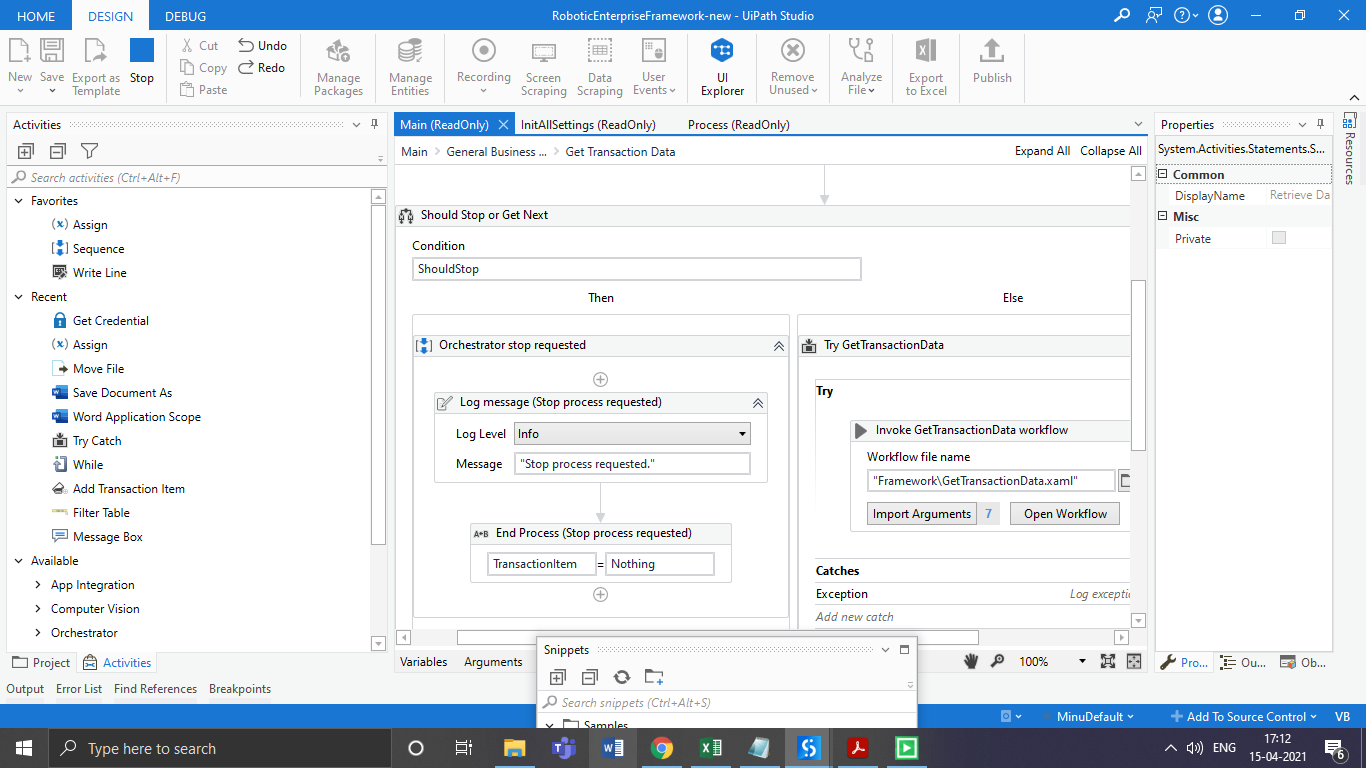 HOME DESIGN DEBUG RoboticEnterpriseFramework-new - UiPath Studio
New Save Export as Template Stop
Cut Copy Paste Undo Redo
Manage Packages
Manage Entities
Recording
Screen Scraping
Data Scraping
User Events
UI Explorer
Remove Unused
Analyze File
Export to Excel
Publish
Activities
Search activities (Ctrl+Alt+F)
Favorites
Assign
Sequence
Write Line
Recent
Get Credential
Assign
Move File
Save Document As
Word Application Scope
Try Catch
While
Add Transaction Item
Filter Table
Message Box
Available
App Integration
Computer Vision
Orchestrator
Project Activities
Main (ReadOnly) InitAllSettings (ReadOnly) Process (ReadOnly)
Main > General Business ... > Get Transaction Data Expand All Collapse All
Should Stop or Get Next
Condition
ShouldStop
Then Else
Orchestrator stop requested
Log message (Stop process requested)
Log Level Info
Message "Stop process requested."
A•B End Process (Stop process requested)
TransactionItem = Nothing
Try GetTransactionData
Try
Invoke GetTransactionData workflow
Workflow file name
"Framework\GetTransactionData.xaml"
Import Arguments 7 Open Workflow
Catches
Exception Log excepti
Add new catch
Variables Arguments 100%
Snippets
Search snippets (Ctrl+Alt+S)
Samples
Properties
System.Activities.Statements.S...
Common
DisplayName Retrieve Da
Misc
Private
Resources
Pro... Ou... Ob...
Output Error List Find References Breakpoints
MinuDefault Add To Source Control VB
Type here to search
ENG 17:12
15-04-2021
6